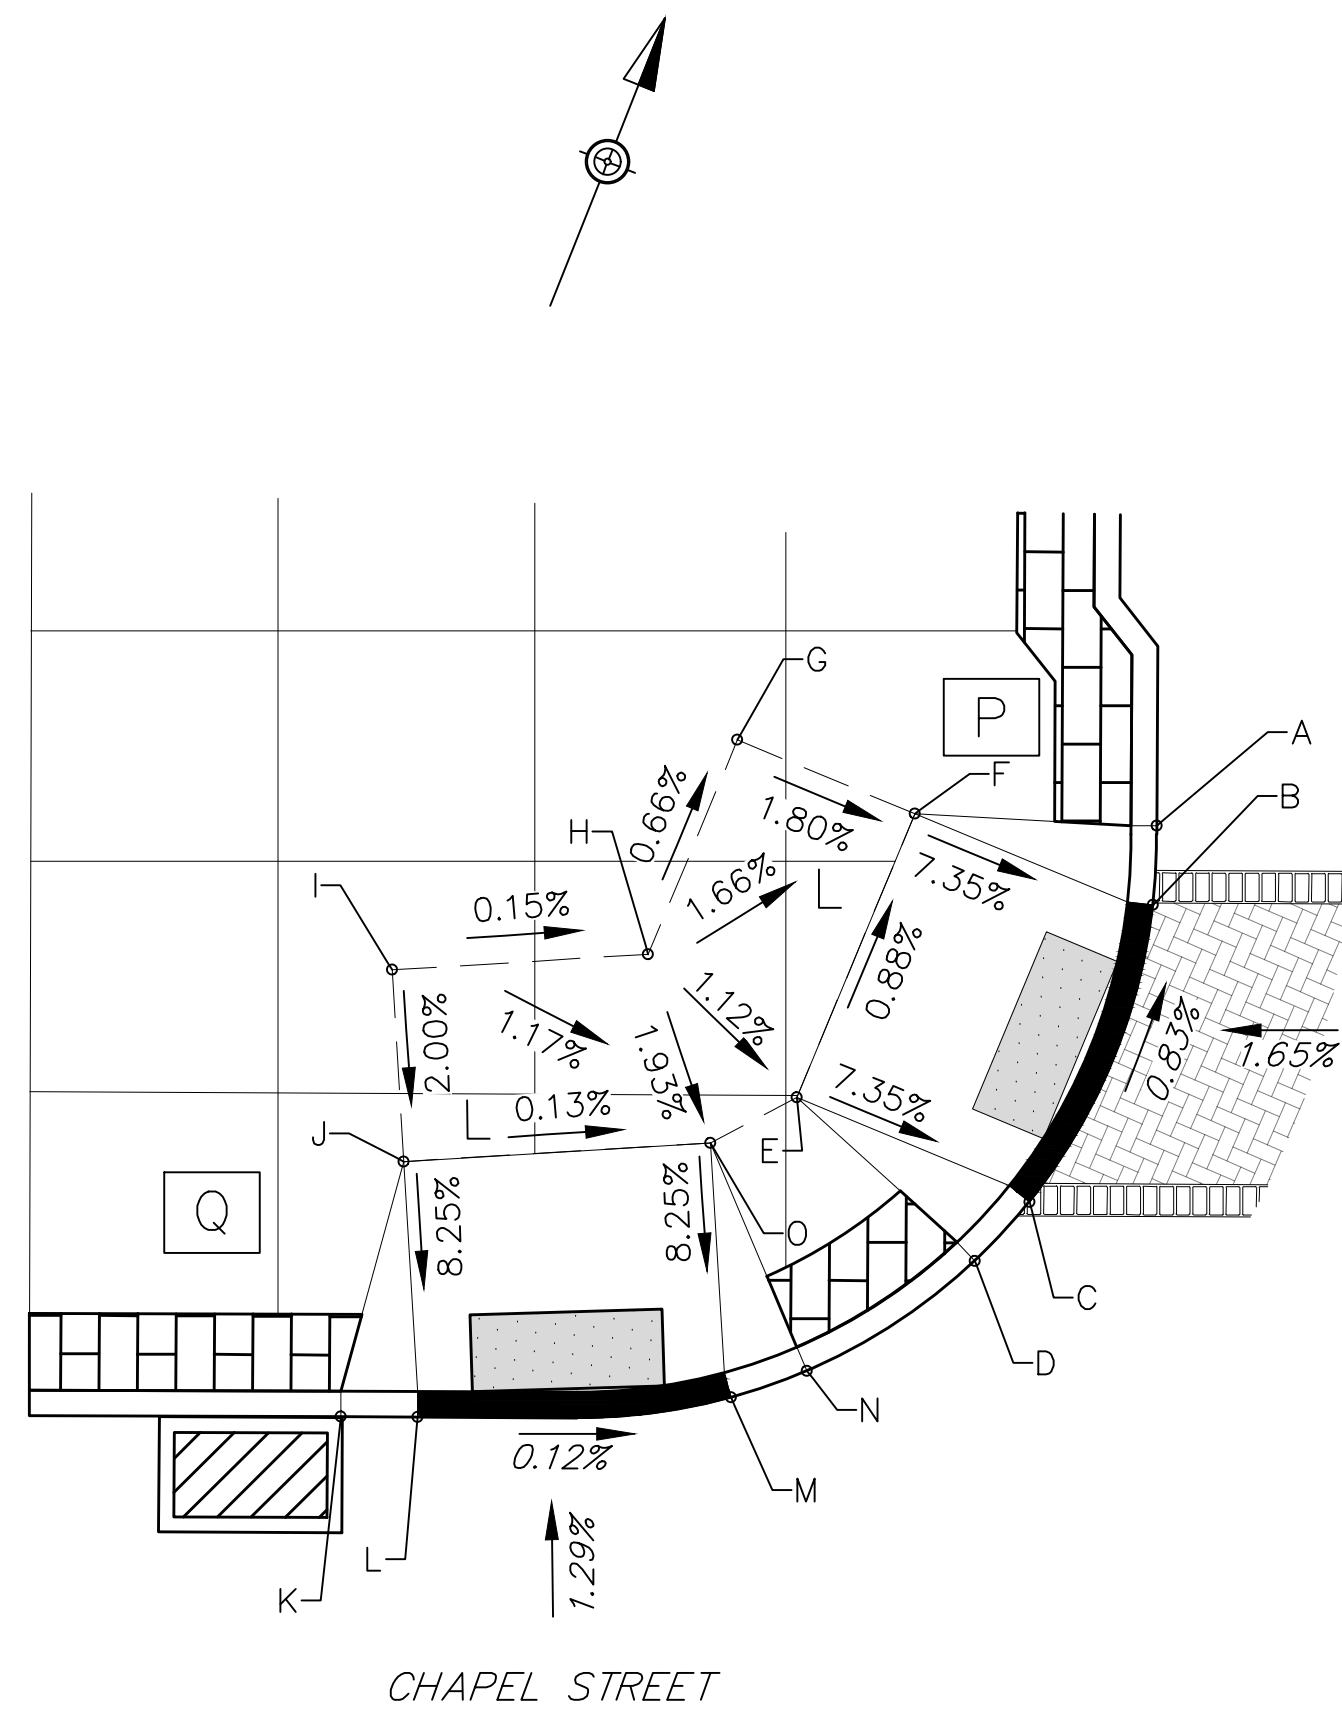 G
P
A
F
B
0.66%
1.80%
H
7.35%
1.66%
L
I
0.15%
0.88%
1.12%
2.00%
1.17%
1.93%
0.83%
1.65%
7.35%
0.13%
L
J
E
Q
8.25%
8.25%
O
C
D
N
0.12%
M
L
1.29%
K
CHAPEL STREET